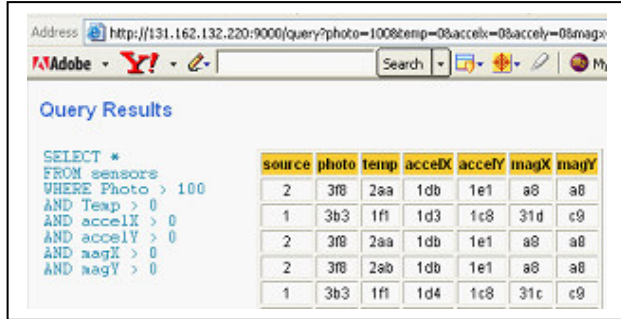 Address http://131.162.132.220:9000/query?photo=100&temp=0&accelx=0&accely=0&magx
Adobe Y! Search My
Query Results
SELECT *
FROM sensors
WHERE Photo > 100
AND Temp > 0
AND accelX > 0
AND accelY > 0
AND magX > 0
AND magY > 0
source photo temp accelX accelY magX magY
2 3f8 2aa 1db 1e1 a8 a8
1 3b3 1f1 1d3 1c8 31d c9
2 3f8 2aa 1db 1e1 a8 a8
2 3f8 2ab 1db 1e1 a8 a8
1 3b3 1f1 1d4 1c8 31c c9